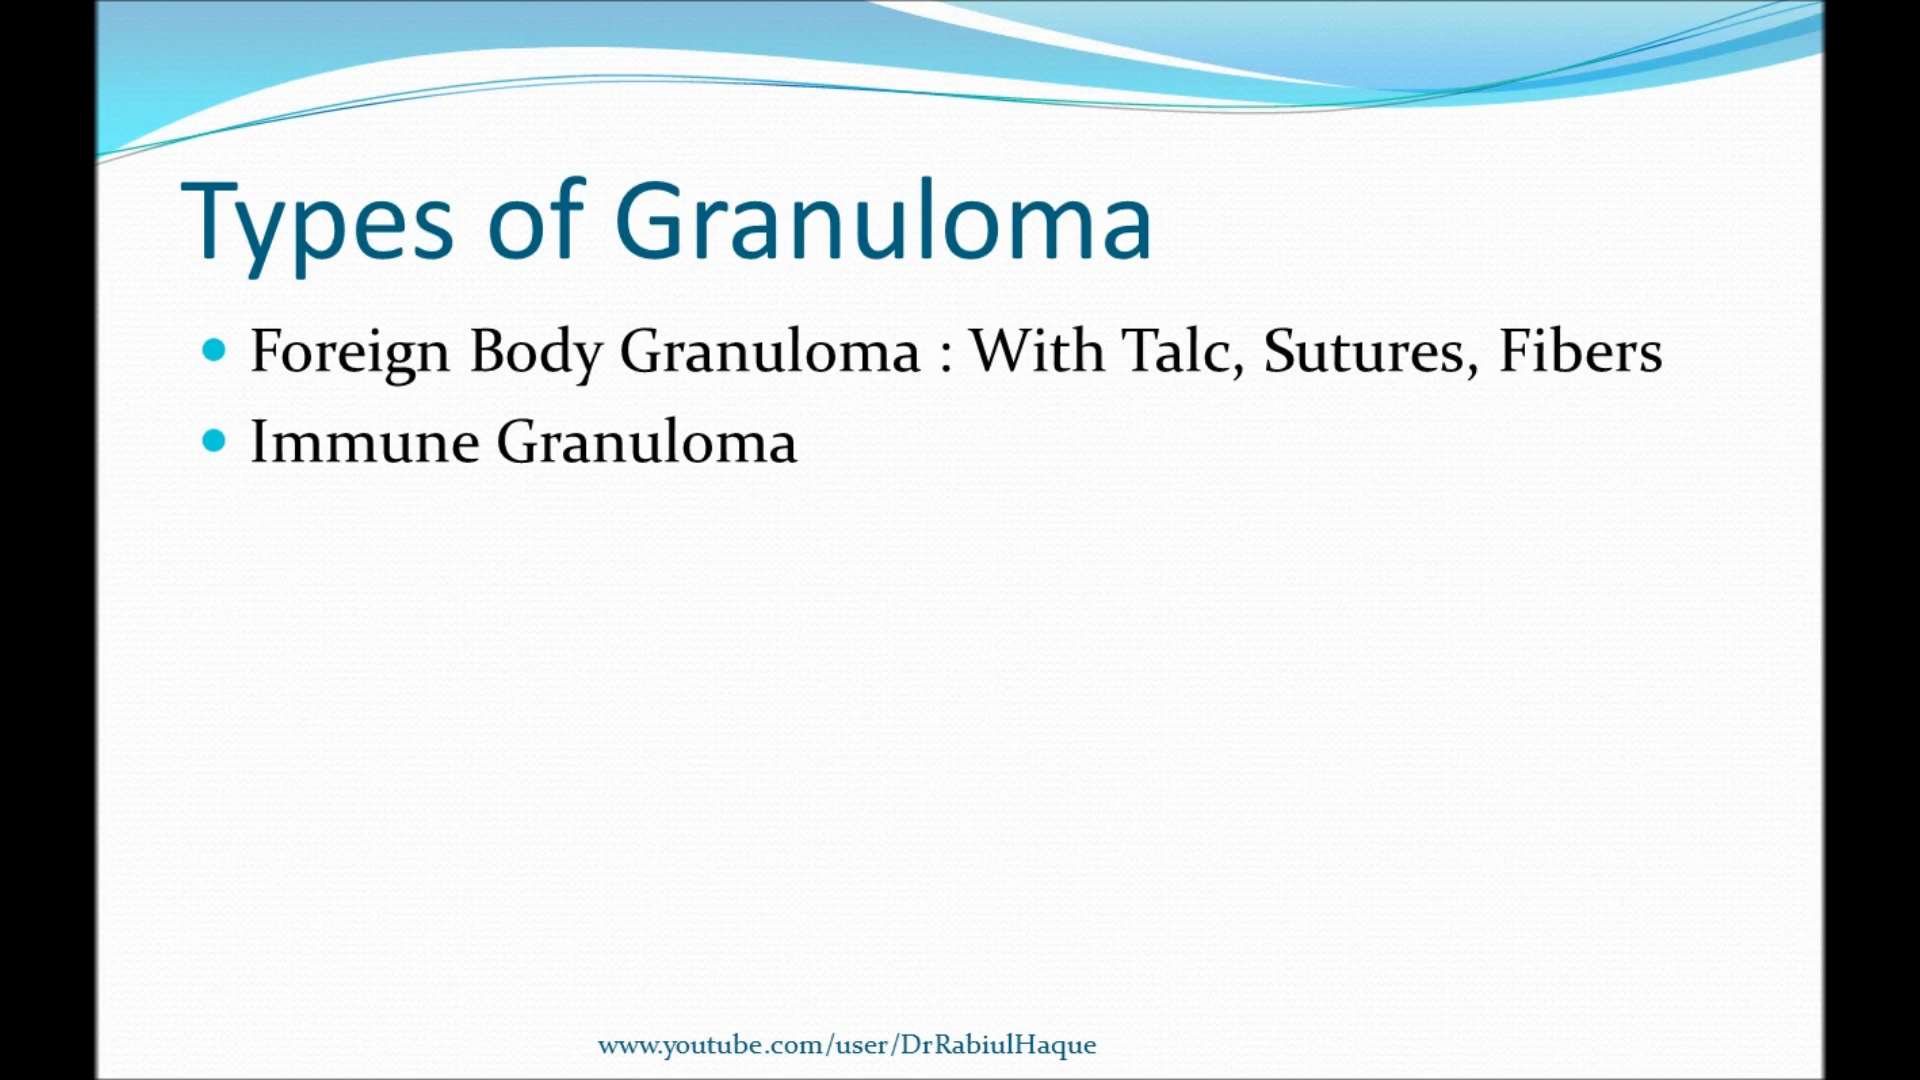 Types of Granuloma
Foreign Body Granuloma : With Talc, Sutures, Fibers
Immune Granuloma
www.youtube.com/user/DrRabiulHaque